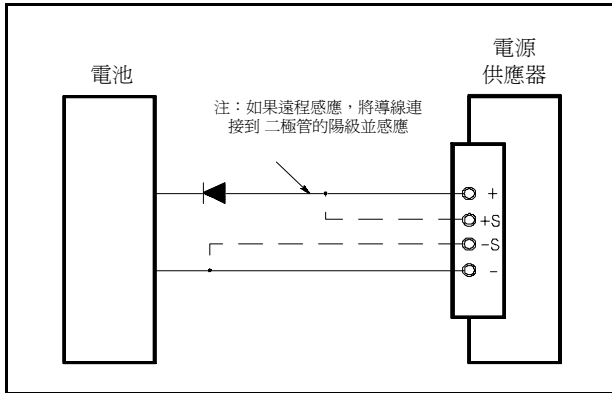 電源
供應器
電池
注：如果遠程感應，將導線連
接到 二極管的陽級並感應
+
+S
-S
-